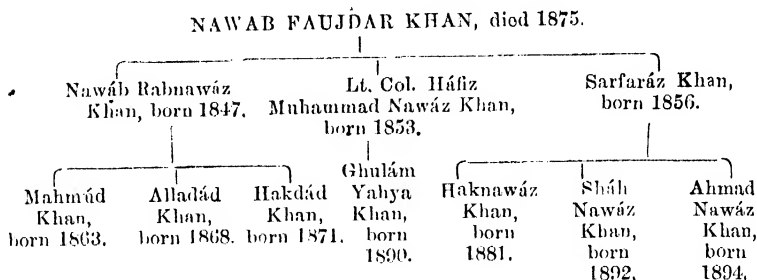 NAWAB FAUJDAR KHAN, died 1875.
Nawáb Rabnawáz
Khan, born 1847.
Lt. Col. Háfiz
Muhammad Nawáz Khan,
born 1853.
Sarfaráz Khan,
born 1856.
Mahmúd
Khan,
born 1863.
Alladád
Khan,
born 1868.
Hakdád
Khan,
born 1871.
Ghulám
Yahya
Khan,
born
1890.
Haknawáz
Khan,
born
1881.
Sháh
Nawáz
Khan,
born
1892.
Ahmad
Nawáz
Khan,
born
1894.